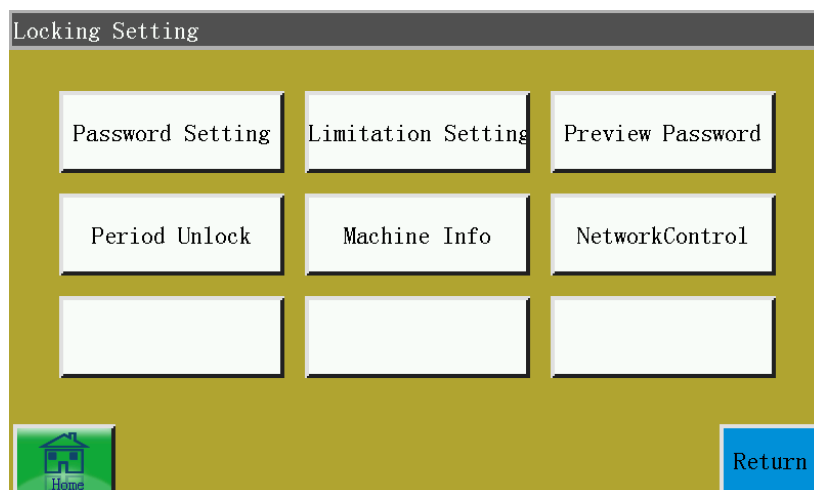 Locking Setting
Password Setting
Limitation Setting
Preview Password
Period Unlock
Machine Info
NetworkControl
Home
Return